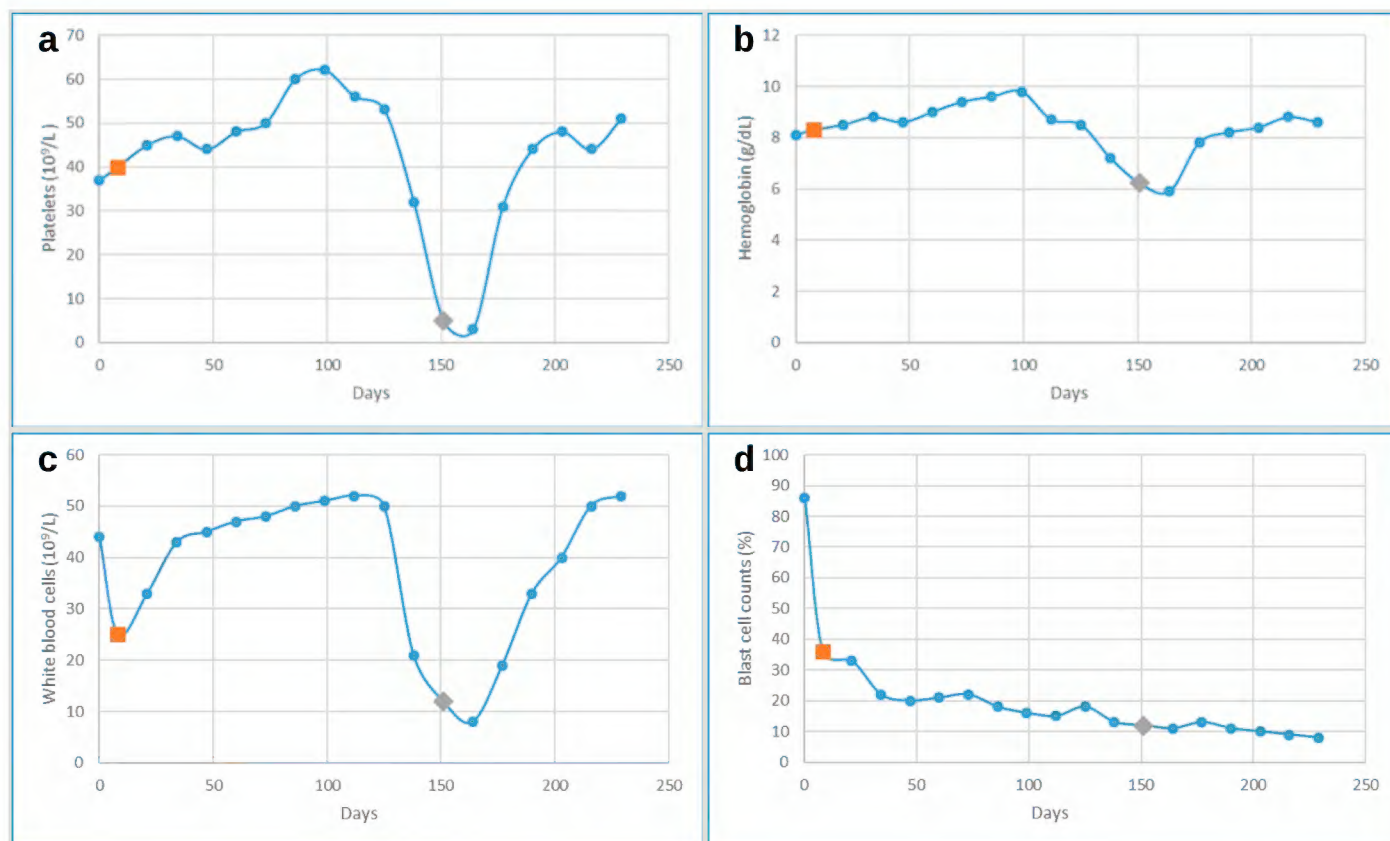 a
Platelets (10⁹/L)
70
60
50
40
30
20
10
0
0 50 100 150 200 250
Days
b
Hemoglobin (g/dL)
12
10
8
6
4
2
0
0 50 100 150 200 250
Days
c
White blood cells (10⁹/L)
60
50
40
30
20
10
0
0 50 100 150 200 250
Days
d
Blast cell counts (%)
100
90
80
70
60
50
40
30
20
10
0
0 50 100 150 200 250
Days